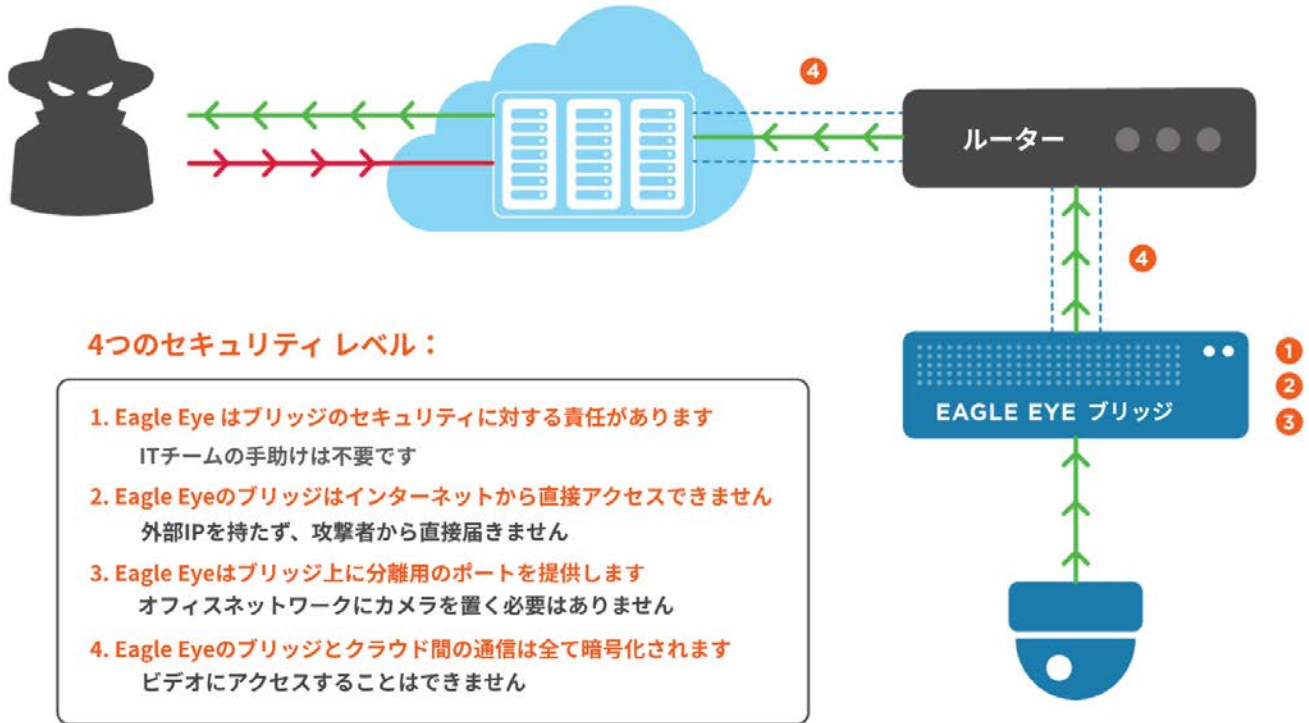 4
ルーター
4
EAGLE EYE ブリッジ
1
2
3
4つのセキュリティ レベル：
1. Eagle Eye はブリッジのセキュリティに対する責任があります
ITチームの手助けは不要です
2. Eagle Eyeのブリッジはインターネットから直接アクセスできません
外部IPを持たず、攻撃者から直接届きません
3. Eagle Eyeはブリッジ上に分離用のポートを提供します
オフィスネットワークにカメラを置く必要はありません
4. Eagle Eyeのブリッジとクラウド間の通信は全て暗号化されます
ビデオにアクセスすることはできません